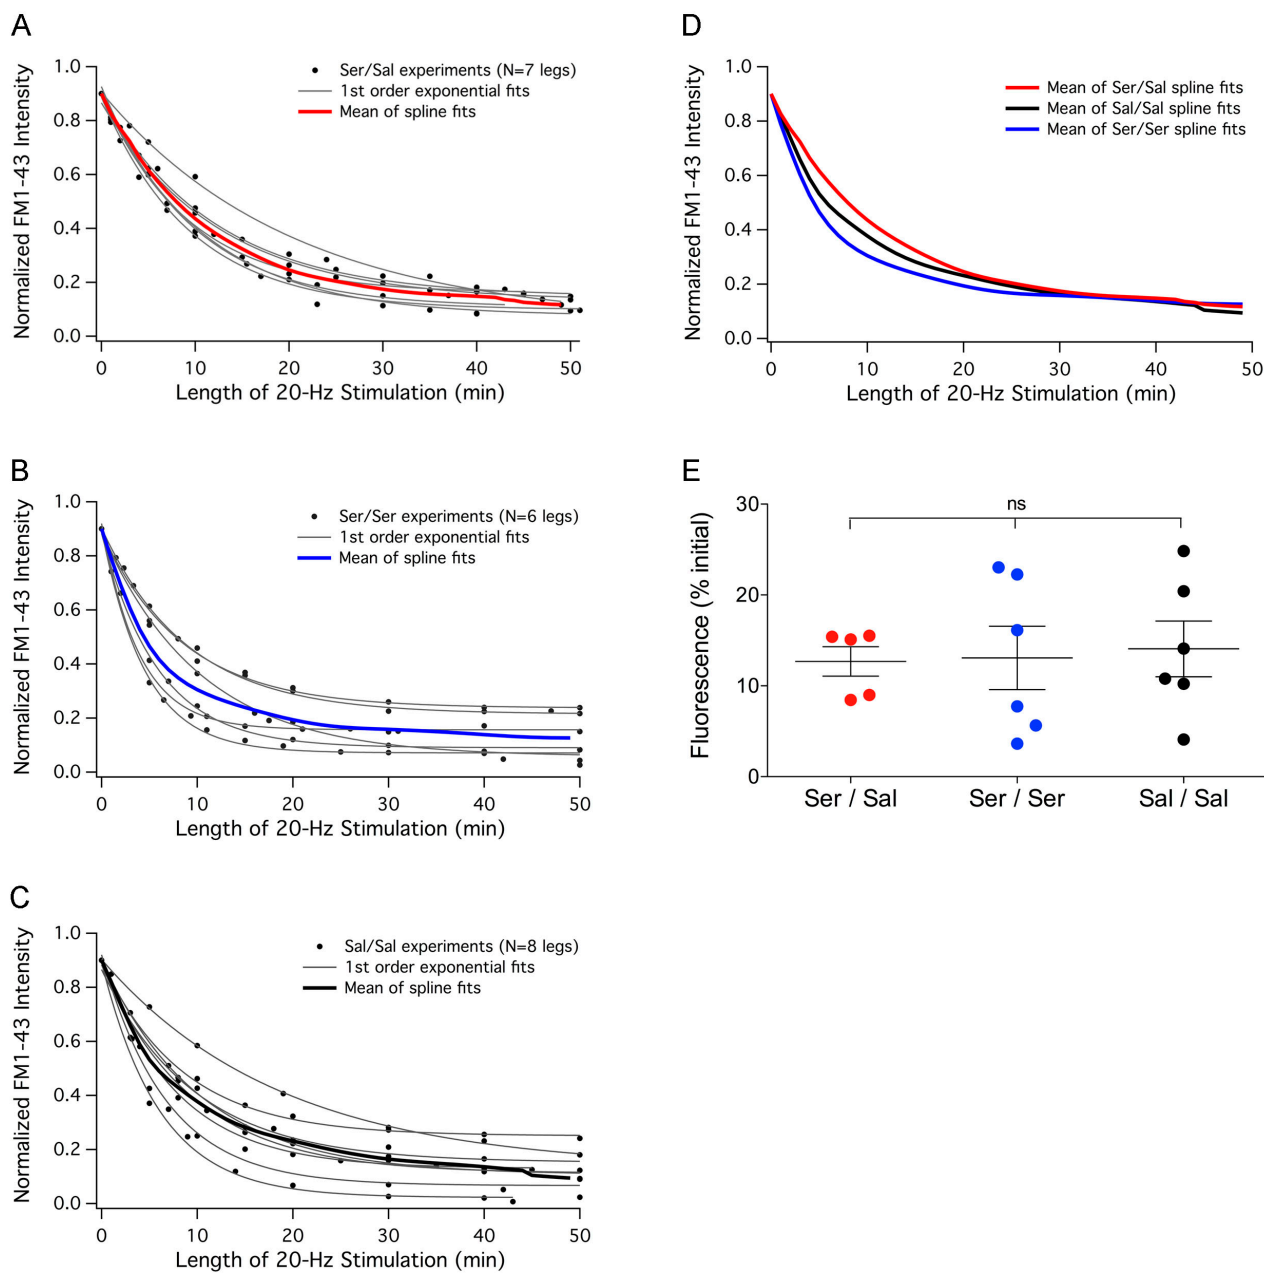 A
Normalized FM1-43 Intensity
1.0
0.8
0.6
0.4
0.2
0.0
Ser/Sal experiments (N=7 legs)
1st order exponential fits
Mean of spline fits
0 10 20 30 40 50
Length of 20-Hz Stimulation (min)
D
Normalized FM1-43 Intensity
1.0
0.8
0.6
0.4
0.2
0.0
Mean of Ser/Sal spline fits
Mean of Sal/Sal spline fits
Mean of Ser/Ser spline fits
0 10 20 30 40 50
Length of 20-Hz Stimulation (min)
B
Normalized FM1-43 Intensity
1.0
0.8
0.6
0.4
0.2
0.0
Ser/Ser experiments (N=6 legs)
1st order exponential fits
Mean of spline fits
0 10 20 30 40 50
Length of 20-Hz Stimulation (min)
E
Fluorescence (% initial)
30
20
10
0
ns
Ser / Sal Ser / Ser Sal / Sal
C
Normalized FM1-43 Intensity
1.0
0.8
0.6
0.4
0.2
0.0
Sal/Sal experiments (N=8 legs)
1st order exponential fits
Mean of spline fits
0 10 20 30 40 50
Length of 20-Hz Stimulation (min)